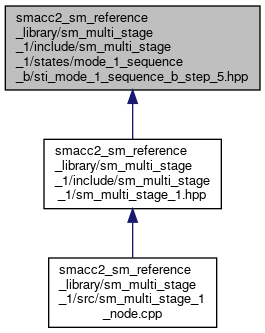 smacc2_sm_reference
_library/sm_multi_stage
_1/include/sm_multi_stage
_1/states/mode_1_sequence
_b/sti_mode_1_sequence_b_step_5.hpp
smacc2_sm_reference
_library/sm_multi_stage
_1/include/sm_multi_stage
_1/sm_multi_stage_1.hpp
smacc2_sm_reference
_library/sm_multi_stage
_1/src/sm_multi_stage_1
_node.cpp